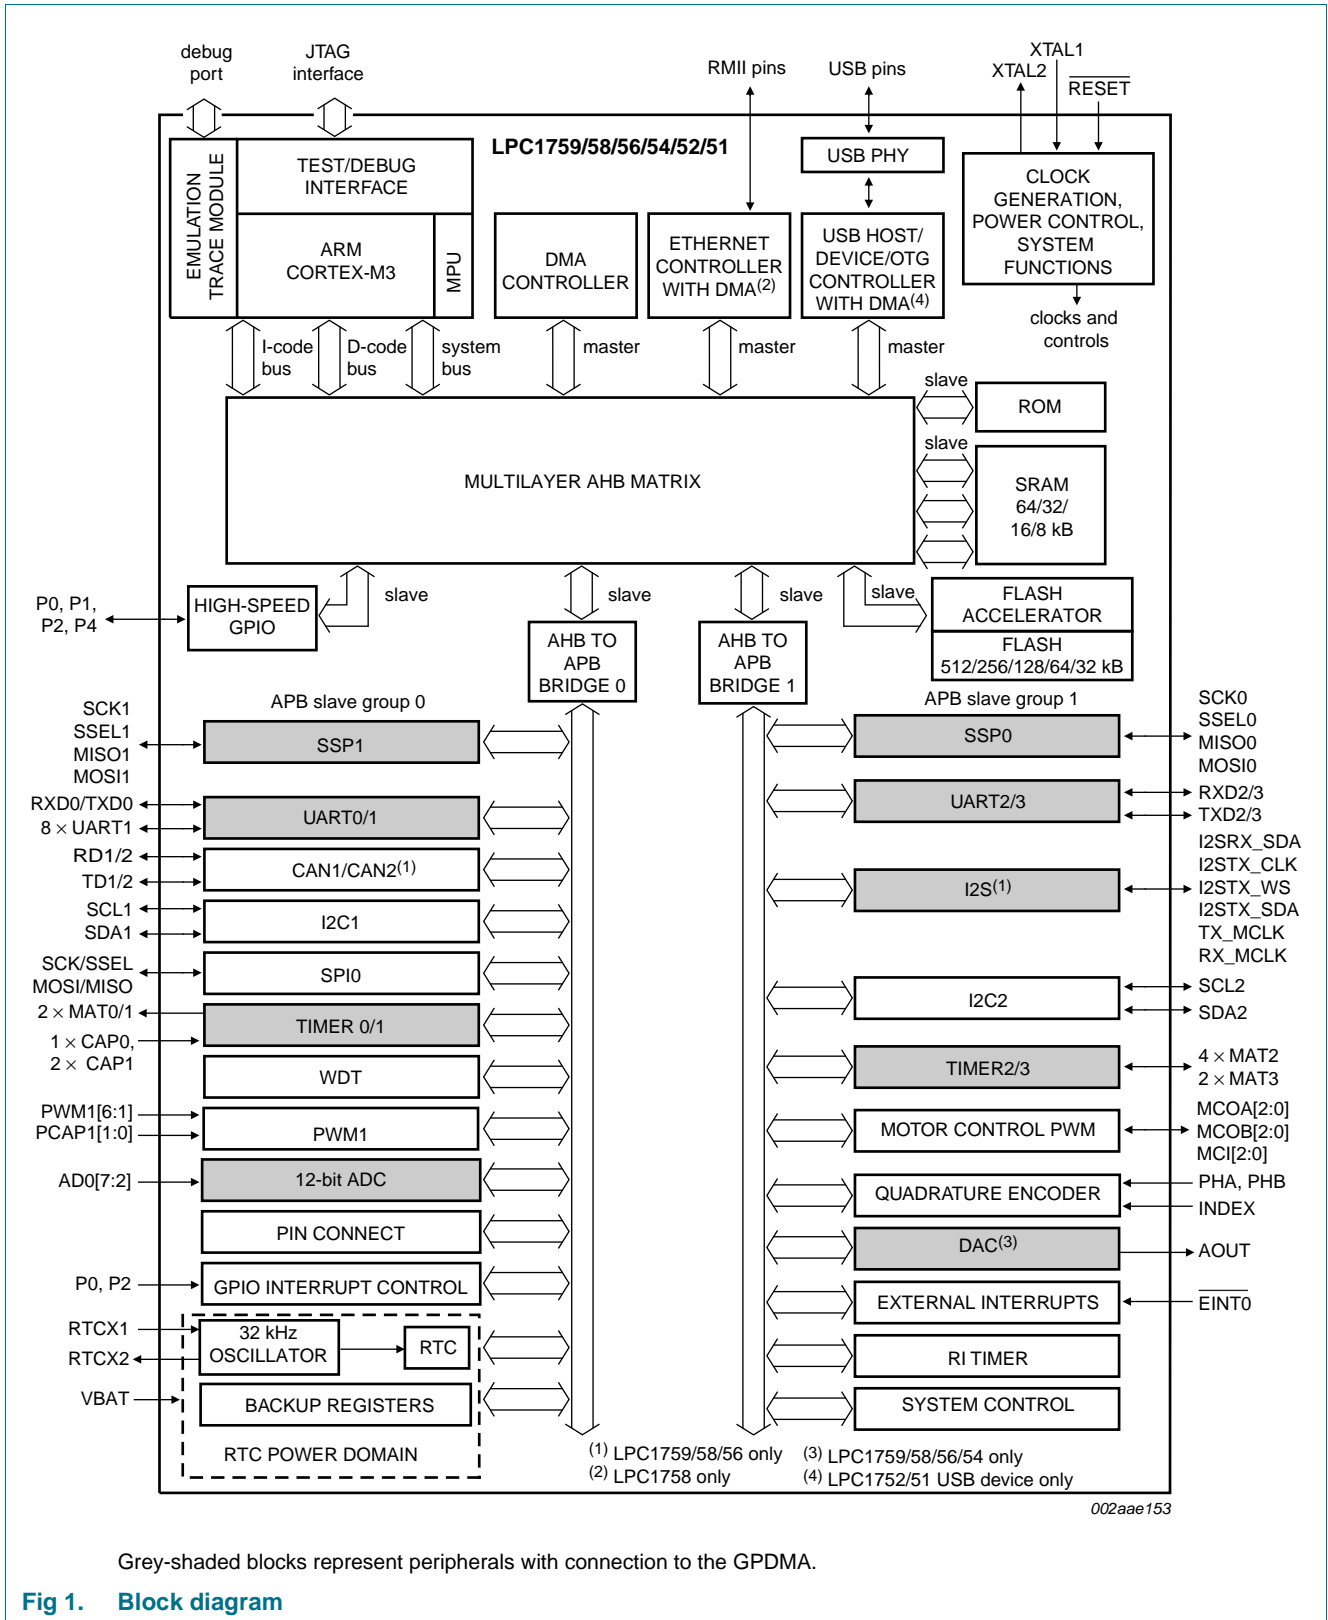 debug
port
JTAG
interface
RMII pins
USB pins
XTAL1
XTAL2
RESET
LPC1759/58/56/54/52/51
EMULATION
TRACE MODULE
TEST/DEBUG
INTERFACE
ARM
CORTEX-M3
MPU
DMA
CONTROLLER
ETHERNET
CONTROLLER
WITH DMA(2)
USB PHY
USB HOST/
DEVICE/OTG
CONTROLLER
WITH DMA(4)
CLOCK
GENERATION,
POWER CONTROL,
SYSTEM
FUNCTIONS
clocks and
controls
I-code
bus
D-code
bus
system
bus
master
master
master
MULTILAYER AHB MATRIX
slave
ROM
slave
SRAM
64/32/
16/8 kB
P0, P1,
P2, P4
HIGH-SPEED
GPIO
slave
slave
slave
slave
AHB TO
APB
BRIDGE 0
AHB TO
APB
BRIDGE 1
FLASH
ACCELERATOR
FLASH
512/256/128/64/32 kB
APB slave group 0
SCK1
SSEL1
MISO1
MOSI1
SSP1
RXD0/TXD0
8 × UART1
UART0/1
RD1/2
TD1/2
CAN1/CAN2(1)
SCL1
SDA1
I2C1
SCK/SSEL
MOSI/MISO
SPI0
2 × MAT0/1
1 × CAP0,
2 × CAP1
TIMER 0/1
WDT
PWM1[6:1]
PCAP1[1:0]
PWM1
AD0[7:2]
12-bit ADC
PIN CONNECT
P0, P2
GPIO INTERRUPT CONTROL
RTCX1
RTCX2
32 kHz
OSCILLATOR
RTC
VBAT
BACKUP REGISTERS
RTC POWER DOMAIN
APB slave group 1
SSP0
SCK0
SSEL0
MISO0
MOSI0
UART2/3
RXD2/3
TXD2/3
I2S(1)
I2SRX_SDA
I2STX_CLK
I2STX_WS
I2STX_SDA
TX_MCLK
RX_MCLK
I2C2
SCL2
SDA2
TIMER2/3
4 × MAT2
2 × MAT3
MOTOR CONTROL PWM
MCOA[2:0]
MCOB[2:0]
MCI[2:0]
QUADRATURE ENCODER
PHA, PHB
INDEX
DAC(3)
AOUT
EXTERNAL INTERRUPTS
EINT0
RI TIMER
SYSTEM CONTROL
(1) LPC1759/58/56 only
(2) LPC1758 only
(3) LPC1759/58/56/54 only
(4) LPC1752/51 USB device only
002aae153
Grey-shaded blocks represent peripherals with connection to the GPDMA.
Fig 1. Block diagram